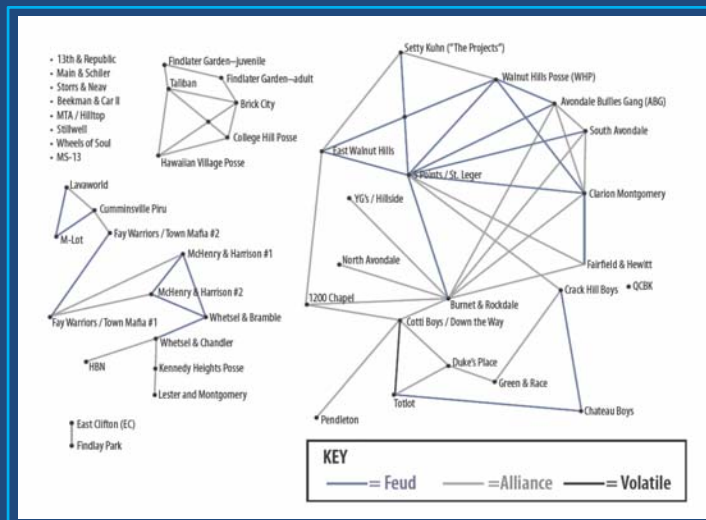 13th & Republic
Main & Schiler
Storrs & Neav
Beekman & Car II
MTA / Hilltop
Stillwell
Wheels of Soul
MS-13
Findlater Garden–juvenile
Taliban
Findlater Garden–adult
Brick City
College Hill Posse
Hawaiian Village Posse
Setty Kuhn ("The Projects")
Walnut Hills Posse (WHP)
Avondale Bullies Gang (ABG)
South Avondale
East Walnut Hills
5 Points / St. Leger
Clarion Montgomery
YG's / Hillside
North Avondale
Fairfield & Hewitt
1200 Chapel
Burnet & Rockdale
Crack Hill Boys
QCBK
Lavaworld
Cumminsville Piru
M-Lot
Fay Warriors / Town Mafia #2
McHenry & Harrison #1
McHenry & Harrison #2
Fay Warriors / Town Mafia #1
Whetsel & Bramble
Whetsel & Chandler
HBN
Kennedy Heights Posse
Lester and Montgomery
East Clifton (EC)
Findlay Park
Cotti Boys / Down the Way
Duke's Place
Green & Race
Totlot
Chateau Boys
Pendleton
KEY
= Feud
=Alliance
= Volatile